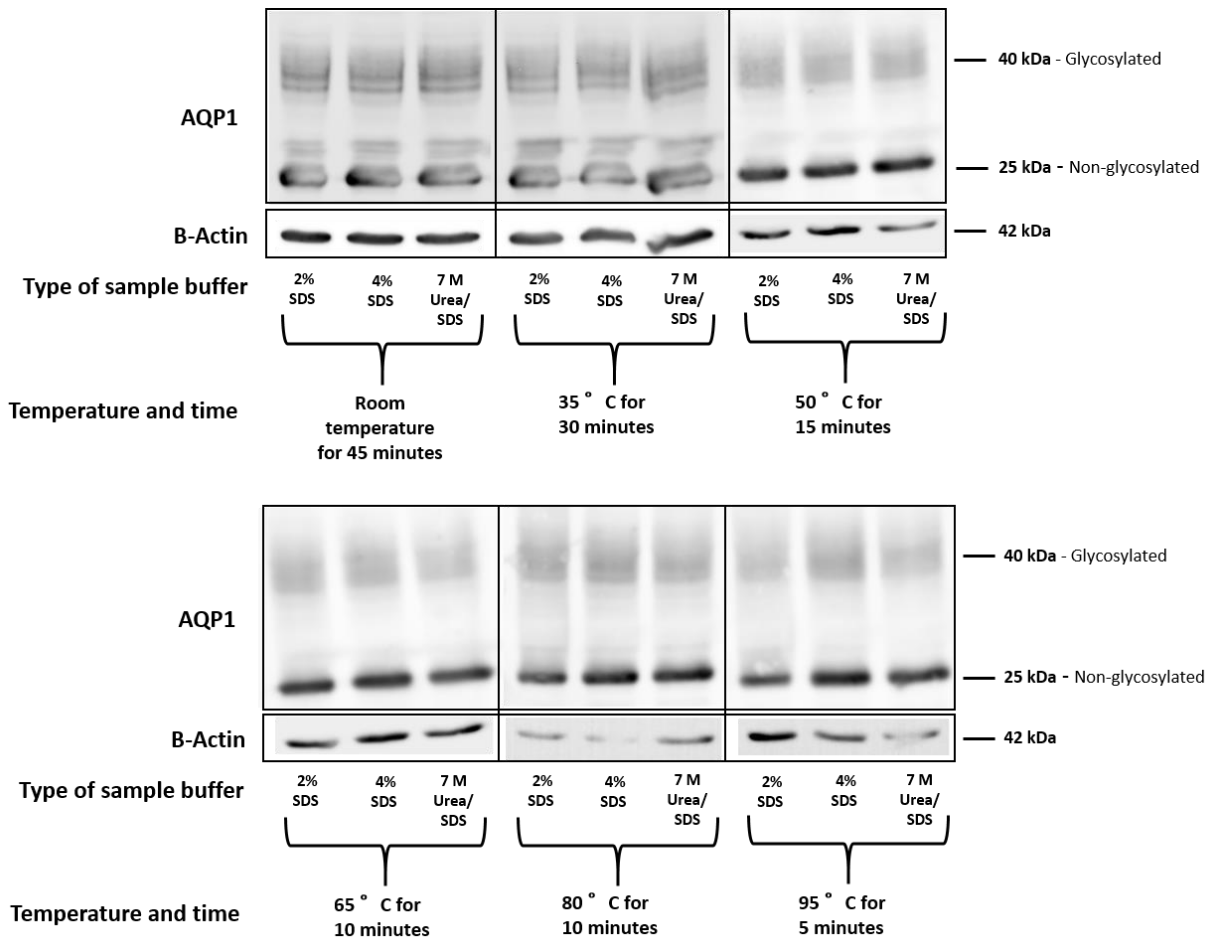 40 kDa - Glycosylated
AQP1
25 kDa - Non-glycosylated
B-Actin
42 kDa
Type of sample buffer
2%
SDS
4%
SDS
7 M
Urea/
SDS
2%
SDS
4%
SDS
7 M
Urea/
SDS
2%
SDS
4%
SDS
7 M
Urea/
SDS
Temperature and time
Room
temperature
for 45 minutes
35 ° C for
30 minutes
50 ° C for
15 minutes
40 kDa - Glycosylated
AQP1
25 kDa - Non-glycosylated
B-Actin
42 kDa
Type of sample buffer
2%
SDS
4%
SDS
7 M
Urea/
SDS
2%
SDS
4%
SDS
7 M
Urea/
SDS
2%
SDS
4%
SDS
7 M
Urea/
SDS
Temperature and time
65 ° C for
10 minutes
80 ° C for
10 minutes
95 ° C for
5 minutes